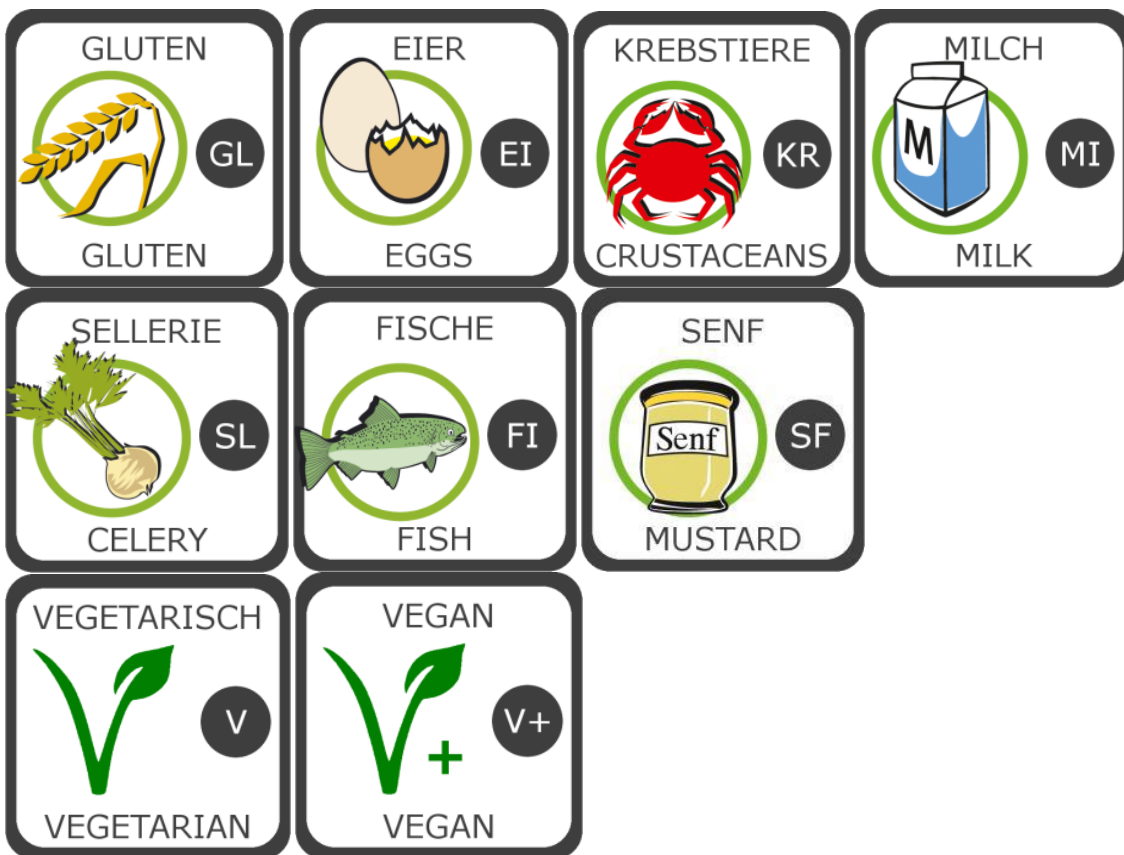 GLUTEN
GL
GLUTEN
EIER
EI
EGGS
KREBSTIERE
KR
CRUSTACEANS
MILCH
M
MI
MILK
SELLERIE
SL
CELERY
FISCHE
FI
FISH
SENF
Senf
SF
MUSTARD
VEGETARISCH
V
VEGETARIAN
VEGAN
V+
VEGAN